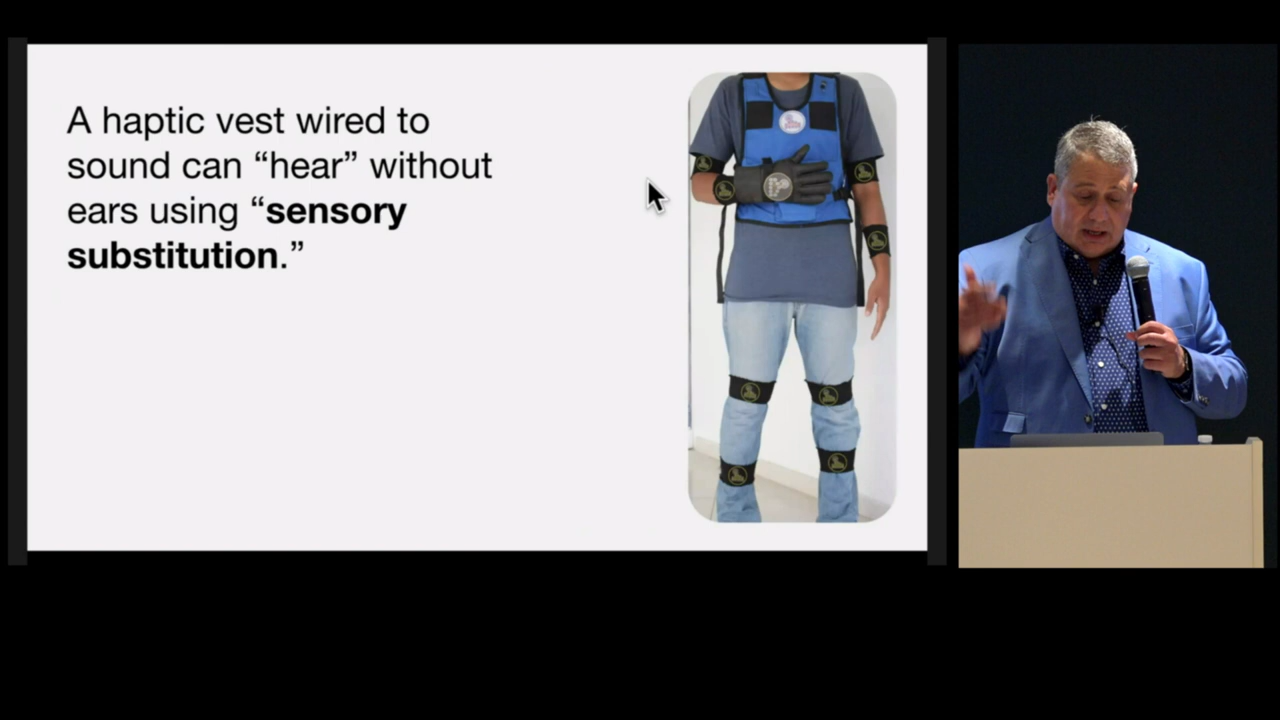 A haptic vest wired to
sound can “hear” without
ears using “sensory
substitution.”